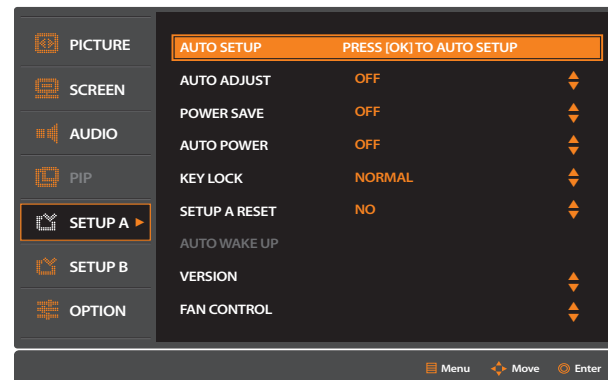 PICTURE
SCREEN
AUDIO
PIP
SETUP A
SETUP B
OPTION
AUTO SETUP PRESS [OK] TO AUTO SETUP
AUTO ADJUST OFF
POWER SAVE OFF
AUTO POWER OFF
KEY LOCK NORMAL
SETUP A RESET NO
AUTO WAKE UP
VERSION
FAN CONTROL
Menu Move Enter